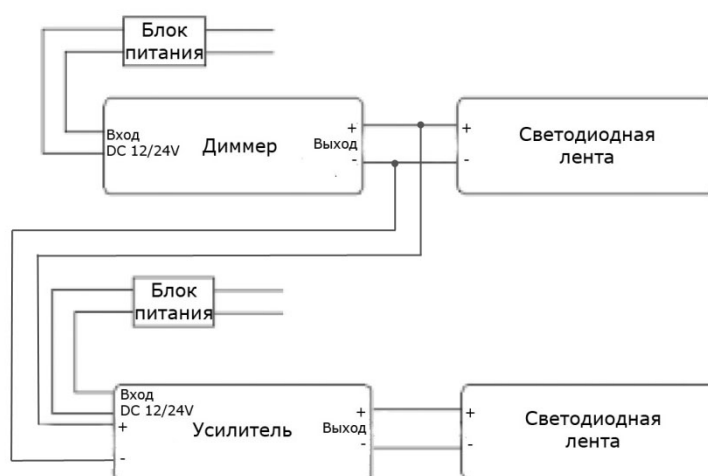 Блок
питания
Вход
DC 12/24V
Диммер
+
Выход
-
+
-
Светодиодная
лента
Блок
питания
Вход
DC 12/24V
+
-
Усилитель
+
Выход
-
+
-
Светодиодная
лента